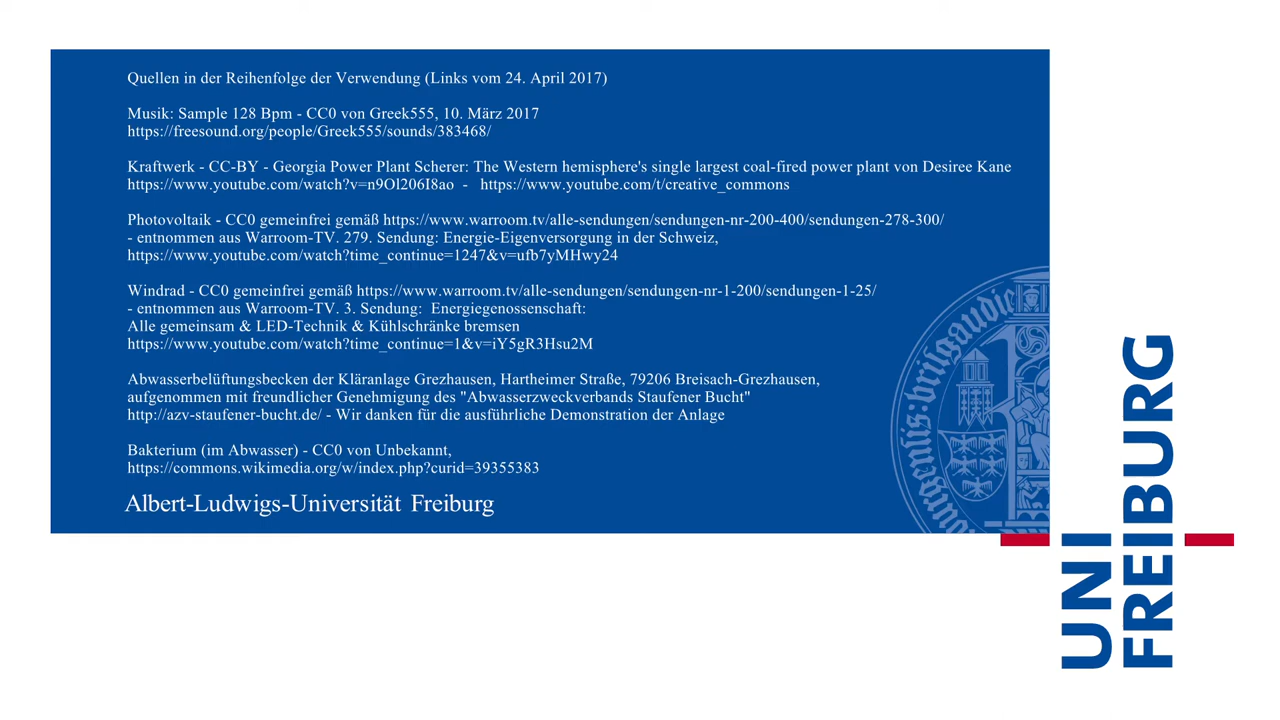 Quellen in der Reihenfolge der Verwendung (Links vom 24. April 2017)
Musik: Sample 128 Bpm - CC0 von Greek555, 10. März 2017
https://freesound.org/people/Greek555/sounds/383468/
Kraftwerk - CC-BY - Georgia Power Plant Scherer: The Western hemisphere's single largest coal-fired power plant von Desiree Kane
https://www.youtube.com/watch?v=n9Ol206I8ao - https://www.youtube.com/t/creative_commons
Photovoltaik - CC0 gemeinfrei gemäß https://www.warroom.tv/alle-sendungen/sendungen-nr-200-400/sendungen-278-300/
- entnommen aus Warroom-TV. 279. Sendung: Energie-Eigenversorgung in der Schweiz,
https://www.youtube.com/watch?time_continue=1247&v=ufb7yMHwy24
Windrad - CC0 gemeinfrei gemäß https://www.warroom.tv/alle-sendungen/sendungen-nr-1-200/sendungen-1-25/
- entnommen aus Warroom-TV. 3. Sendung: Energiegenossenschaft:
Alle gemeinsam & LED-Technik & Kühlschränke bremsen
https://www.youtube.com/watch?time_continue=1&v=iY5gR3Hsu2M
Abwasserbelüftungsbecken der Kläranlage Grezhausen, Hartheimer Straße, 79206 Breisach-Grezhausen,
aufgenommen mit freundlicher Genehmigung des "Abwasserzweckverbands Staufener Bucht"
http://azv-staufener-bucht.de/ - Wir danken für die ausführliche Demonstration der Anlage
Bakterium (im Abwasser) - CC0 von Unbekannt,
https://commons.wikimedia.org/w/index.php?curid=39355383
Albert-Ludwigs-Universität Freiburg
UNI
FREIBURG